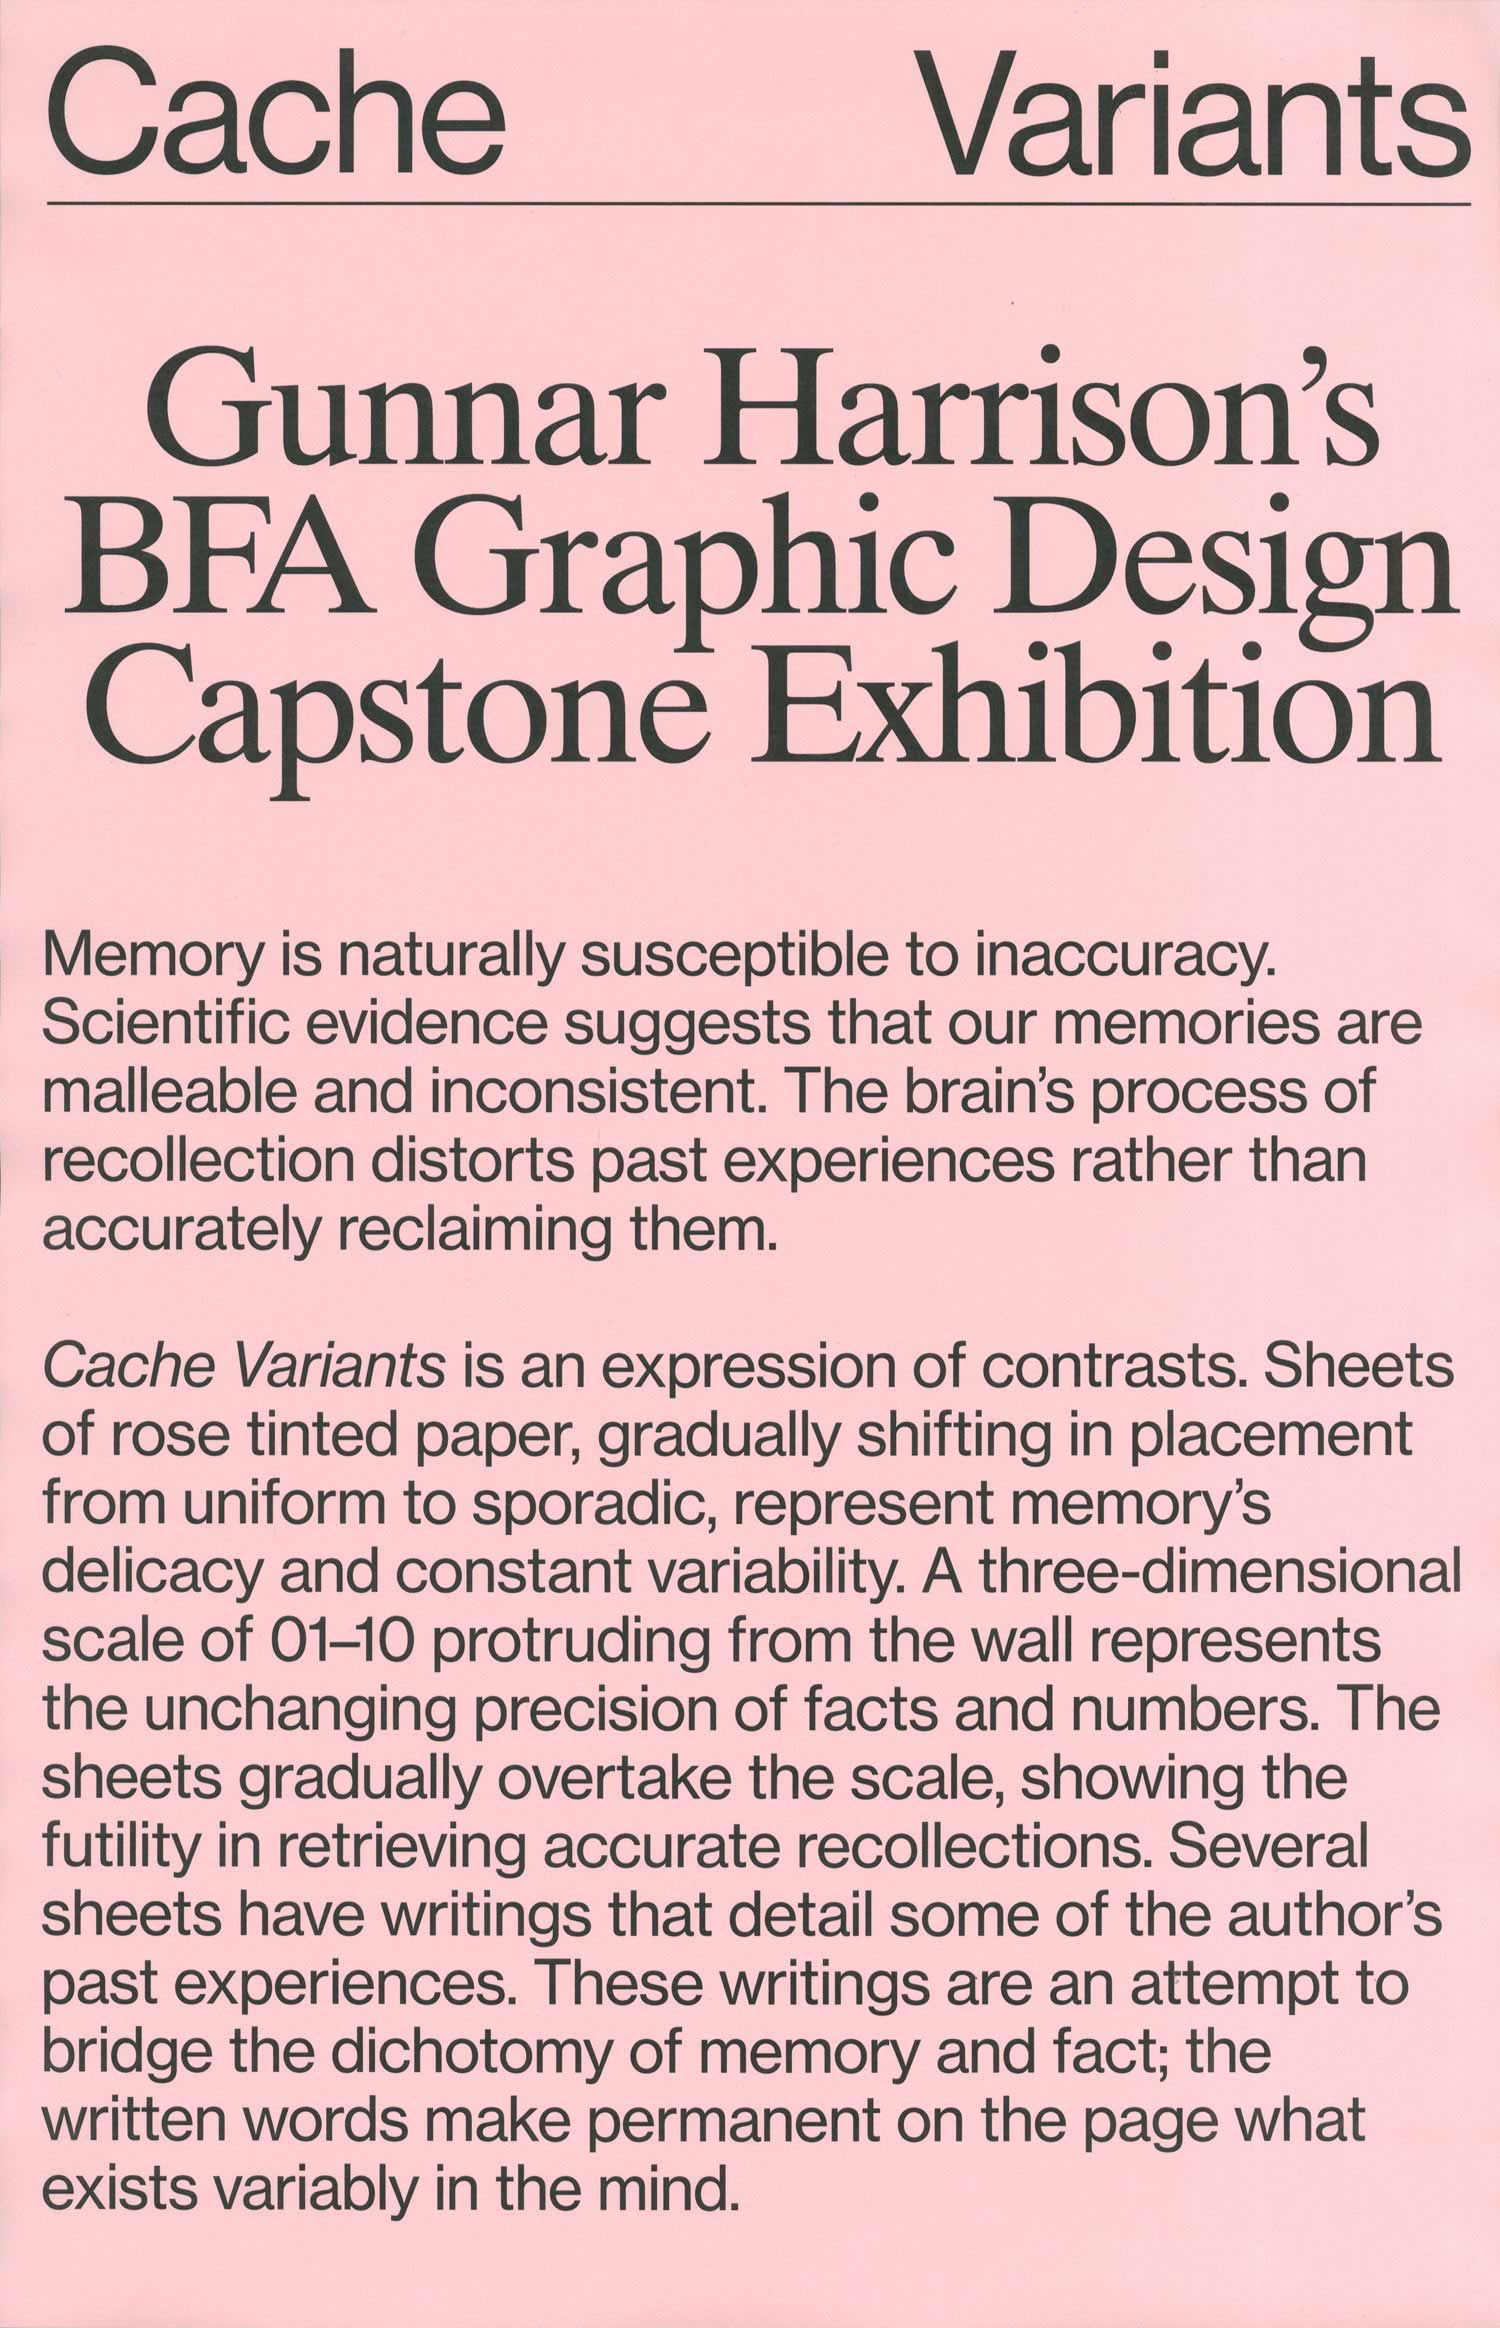 Cache Variants
Gunnar Harrison’s
BFA Graphic Design
Capstone Exhibition
Memory is naturally susceptible to inaccuracy.
Scientific evidence suggests that our memories are
malleable and inconsistent. The brain’s process of
recollection distorts past experiences rather than
accurately reclaiming them.
Cache Variants is an expression of contrasts. Sheets
of rose tinted paper, gradually shifting in placement
from uniform to sporadic, represent memory’s
delicacy and constant variability. A three-dimensional
scale of 01–10 protruding from the wall represents
the unchanging precision of facts and numbers. The
sheets gradually overtake the scale, showing the
futility in retrieving accurate recollections. Several
sheets have writings that detail some of the author’s
past experiences. These writings are an attempt to
bridge the dichotomy of memory and fact; the
written words make permanent on the page what
exists variably in the mind.